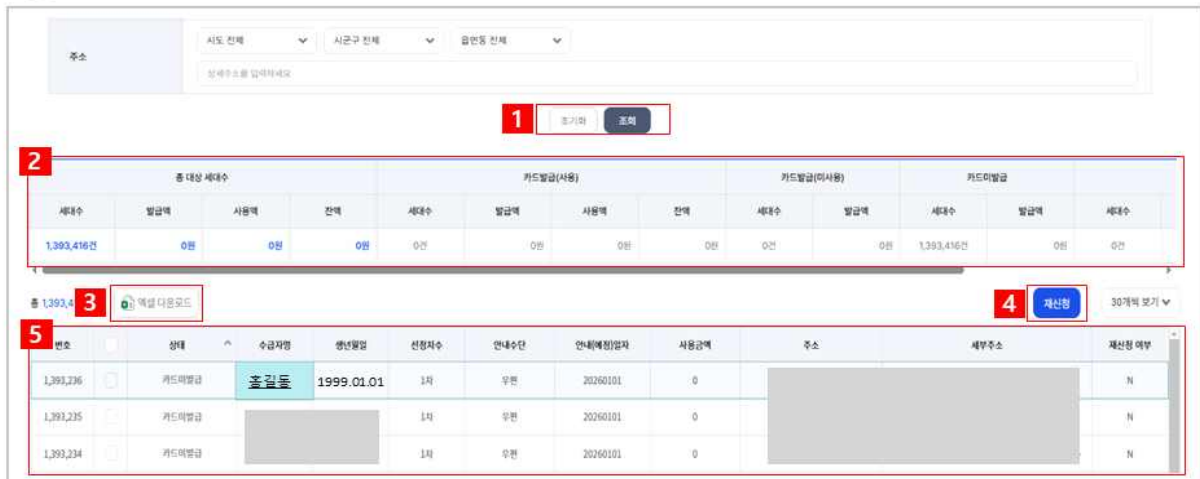 주소
시도 전체 시군구 전체 읍면동 전체
상세주소를 입력하세요
1 초기화 조회
2
총 대상 세대수 카드발급(사용) 카드발급(미사용) 카드미발급
세대수 발급액 사용액 잔액 세대수 발급액 사용액 잔액 세대수 발급액 세대수 발급액 세대수
1,393,416건 0원 0원 0원 0건 0원 0원 0원 0건 0원 1,393,416건 0원 0건
총 1,393,4 3 엑셀 다운로드 4 재신청 30개씩 보기
5
번호 상태 수급자명 생년월일 선정차수 안내수단 안내(예정)일자 사용금액 주소 세부주소 재신청 여부
1,393,236 카드미발급 홍길동 1999.01.01 1차 우편 20260101 0 N
1,393,235 카드미발급 1차 우편 20260101 0 N
1,393,234 카드미발급 1차 우편 20260101 0 N